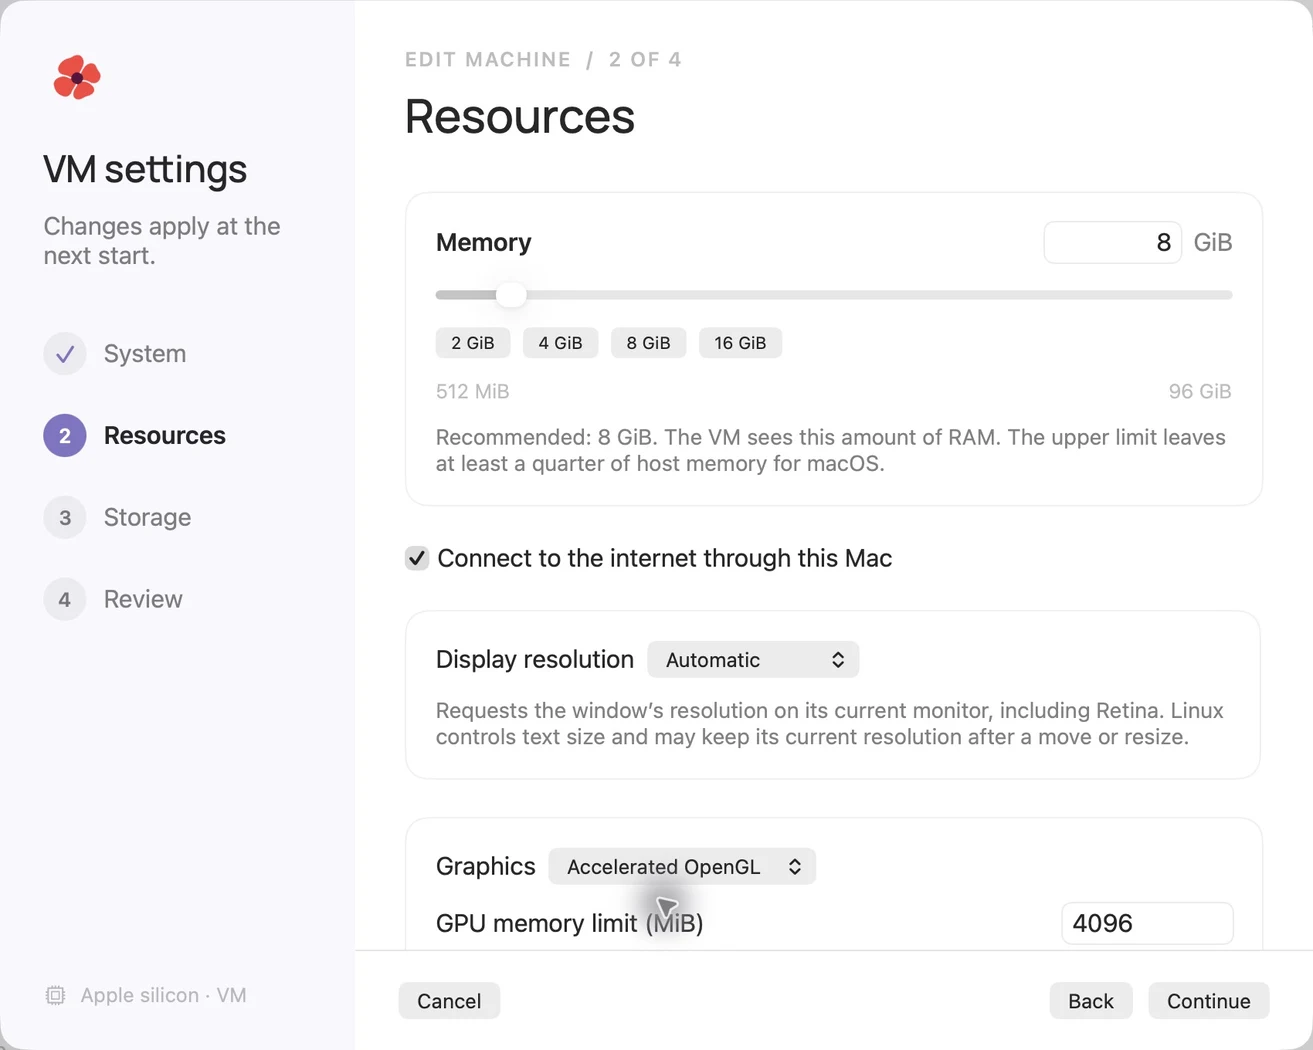 EDIT MACHINE / 2 OF 4
Resources
VM settings
Changes apply at the
next start.
System
2 Resources
3 Storage
4 Review
Apple silicon · VM
Memory 8 GiB
2 GiB 4 GiB 8 GiB 16 GiB
512 MiB 96 GiB
Recommended: 8 GiB. The VM sees this amount of RAM. The upper limit leaves
at least a quarter of host memory for macOS.
Connect to the internet through this Mac
Display resolution Automatic
Requests the window’s resolution on its current monitor, including Retina. Linux
controls text size and may keep its current resolution after a move or resize.
Graphics Accelerated OpenGL
GPU memory limit (MiB) 4096
Cancel Back Continue